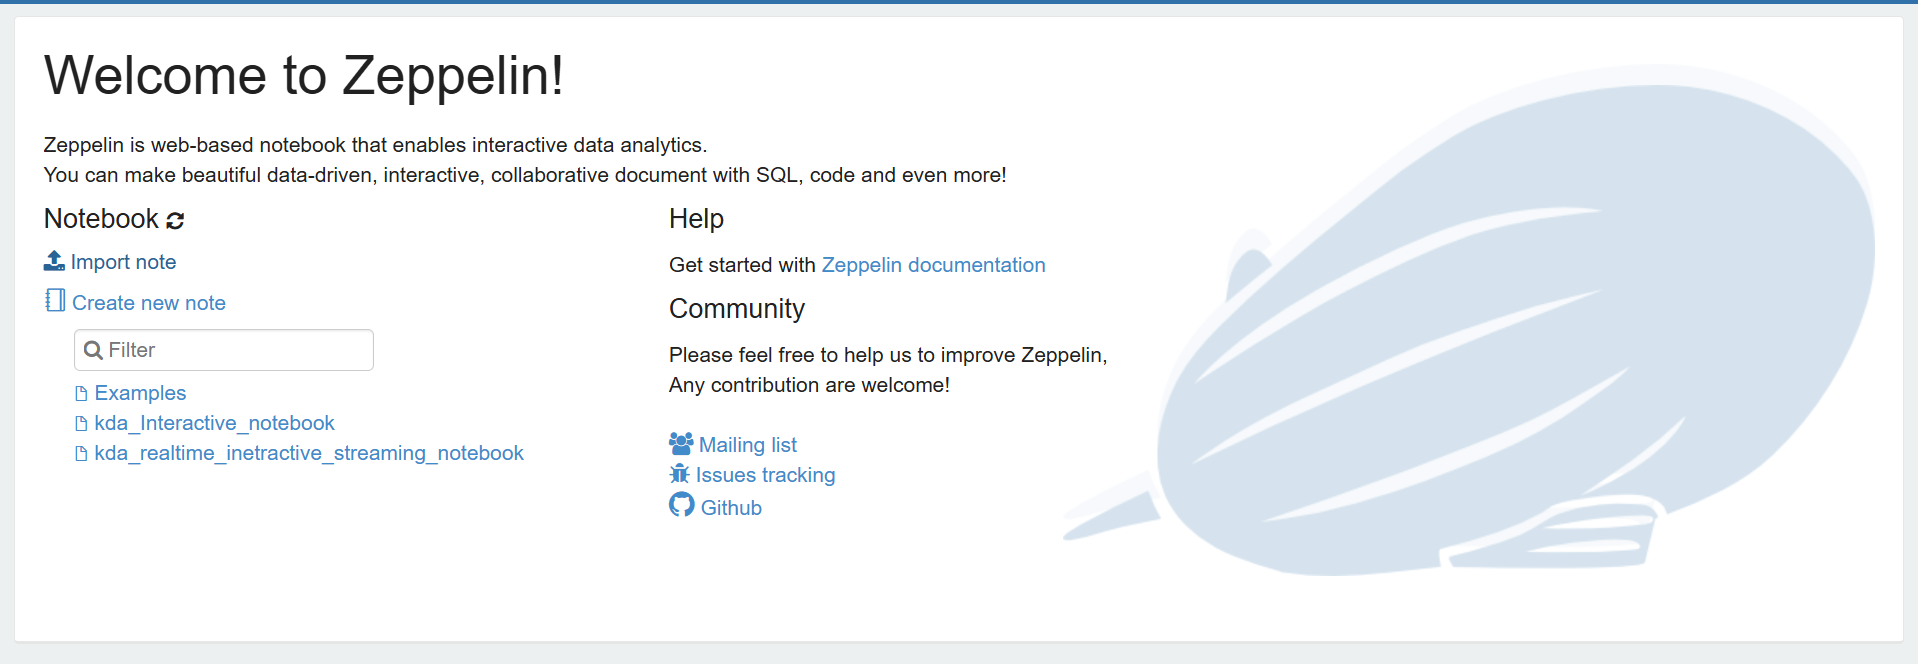 Welcome to Zeppelin!
Zeppelin is web-based notebook that enables interactive data analytics.
You can make beautiful data-driven, interactive, collaborative document with SQL, code and even more!
Notebook
Import note
Create new note
Filter
Examples
kda_Interactive_notebook
kda_realtime_inetractive_streaming_notebook
Help
Get started with Zeppelin documentation
Community
Please feel free to help us to improve Zeppelin,
Any contribution are welcome!
Mailing list
Issues tracking
Github